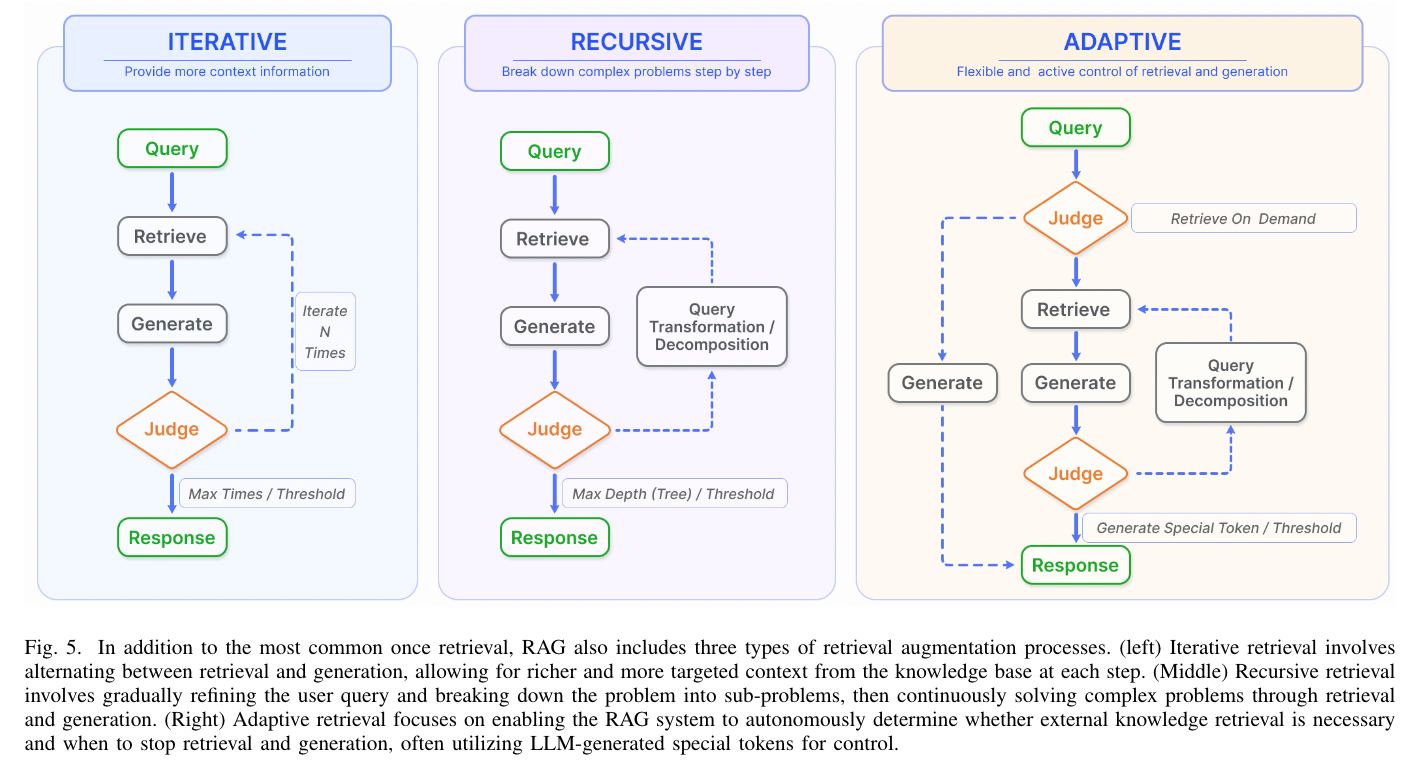 ITERATIVE
Provide more context information
Query
Retrieve
Generate
Iterate
N
Times
Judge
Max Times / Threshold
Response
RECURSIVE
Break down complex problems step by step
Query
Retrieve
Generate
Query
Transformation /
Decomposition
Judge
Max Depth (Tree) / Threshold
Response
ADAPTIVE
Flexible and active control of retrieval and generation
Query
Judge
Retrieve On Demand
Retrieve
Generate
Generate
Query
Transformation /
Decomposition
Judge
Generate Special Token / Threshold
Response
Fig. 5. In addition to the most common once retrieval, RAG also includes three types of retrieval augmentation processes. (left) Iterative retrieval involves
alternating between retrieval and generation, allowing for richer and more targeted context from the knowledge base at each step. (Middle) Recursive retrieval
involves gradually refining the user query and breaking down the problem into sub-problems, then continuously solving complex problems through retrieval
and generation. (Right) Adaptive retrieval focuses on enabling the RAG system to autonomously determine whether external knowledge retrieval is necessary
and when to stop retrieval and generation, often utilizing LLM-generated special tokens for control.